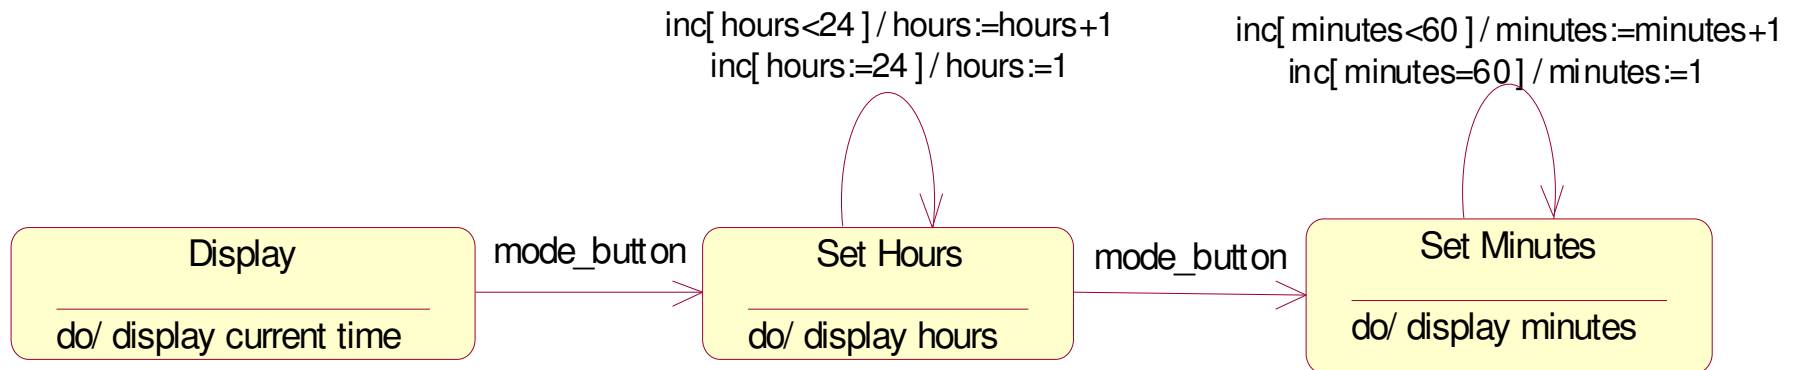 inc[ hours<24 ] / hours:=hours+1
inc[ hours:=24 ] / hours:=1
inc[ minutes<60 ] / minutes:=minutes+1
inc[ minutes=60 ] / minutes:=1
Display
do/ display current time
mode_button
Set Hours
do/ display hours
mode_button
Set Minutes
do/ display minutes